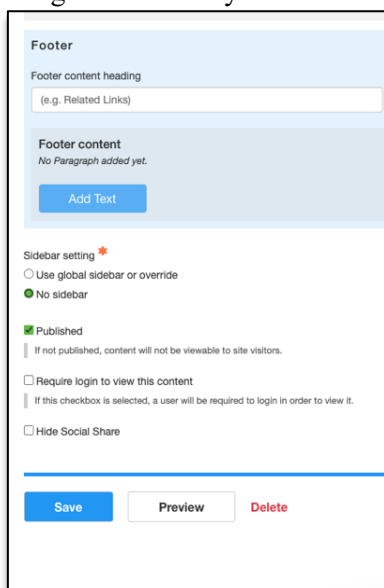 Footer
Footer content heading
(e.g. Related Links)
Footer content
No Paragraph added yet.
Add Text
Sidebar setting *
Use global sidebar or override
No sidebar
Published
If not published, content will not be viewable to site visitors.
Require login to view this content
If this checkbox is selected, a user will be required to login in order to view it.
Hide Social Share
Save Preview Delete